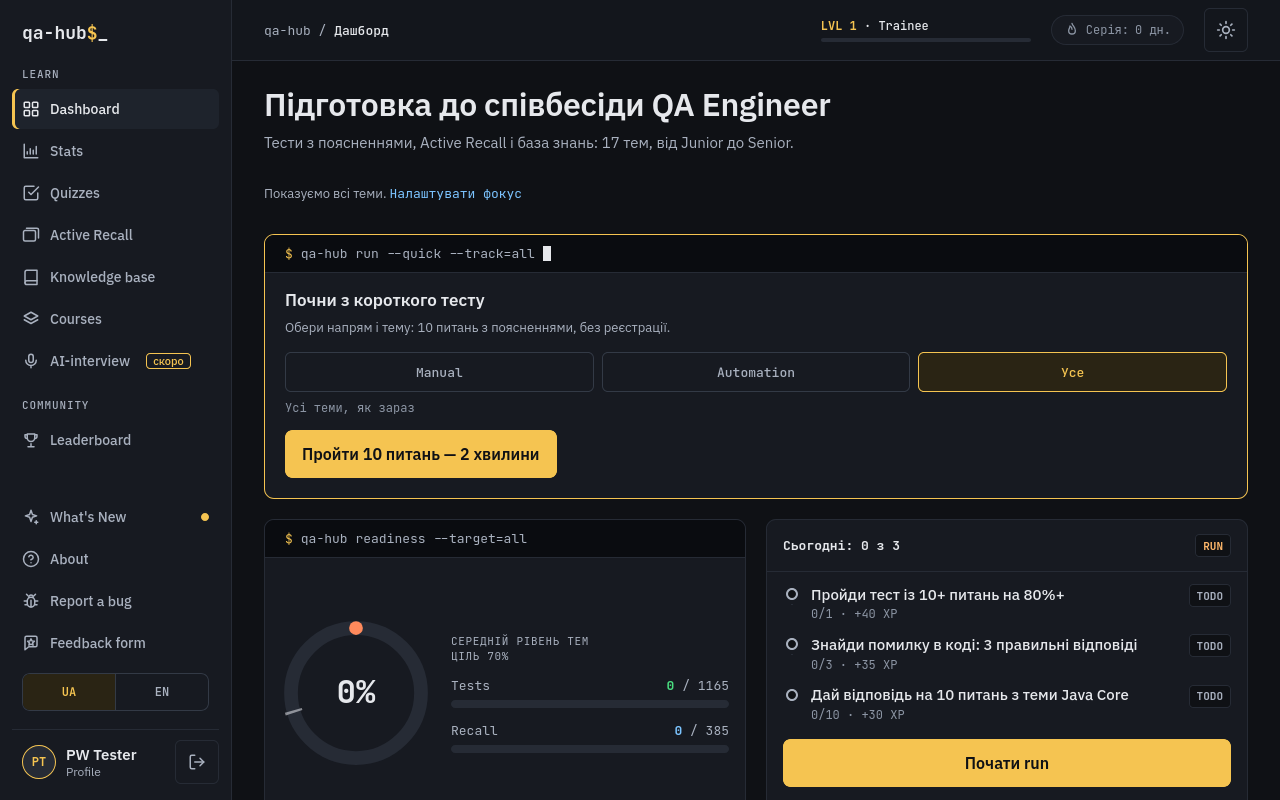 qa-hub$_
LEARN
Dashboard
Stats
Quizzes
Active Recall
Knowledge base
Courses
AI-interview скоро
COMMUNITY
Leaderboard
What's New
About
Report a bug
Feedback form
UA EN
PT PW Tester
Profile
qa-hub / Дашборд
LVL 1 · Trainee
Серія: 0 дн.
Підготовка до співбесіди QA Engineer
Тести з поясненнями, Active Recall і база знань: 17 тем, від Junior до Senior.
Показуємо всі теми. Налаштувати фокус
$ qa-hub run --quick --track=all
Почни з короткого тесту
Обери напрям і тему: 10 питань з поясненнями, без реєстрації.
Manual Automation Усе
Усі теми, як зараз
Пройти 10 питань — 2 хвилини
$ qa-hub readiness --target=all
0%
СЕРЕДНІЙ РІВЕНЬ ТЕМ
ЦІЛЬ 70%
Tests 0 / 1165
Recall 0 / 385
Сьогодні: 0 з 3 RUN
Пройди тест із 10+ питань на 80%+ TODO
0/1 · +40 XP
Знайди помилку в коді: 3 правильні відповіді TODO
0/3 · +35 XP
Дай відповідь на 10 питань з теми Java Core TODO
0/10 · +30 XP
Почати run